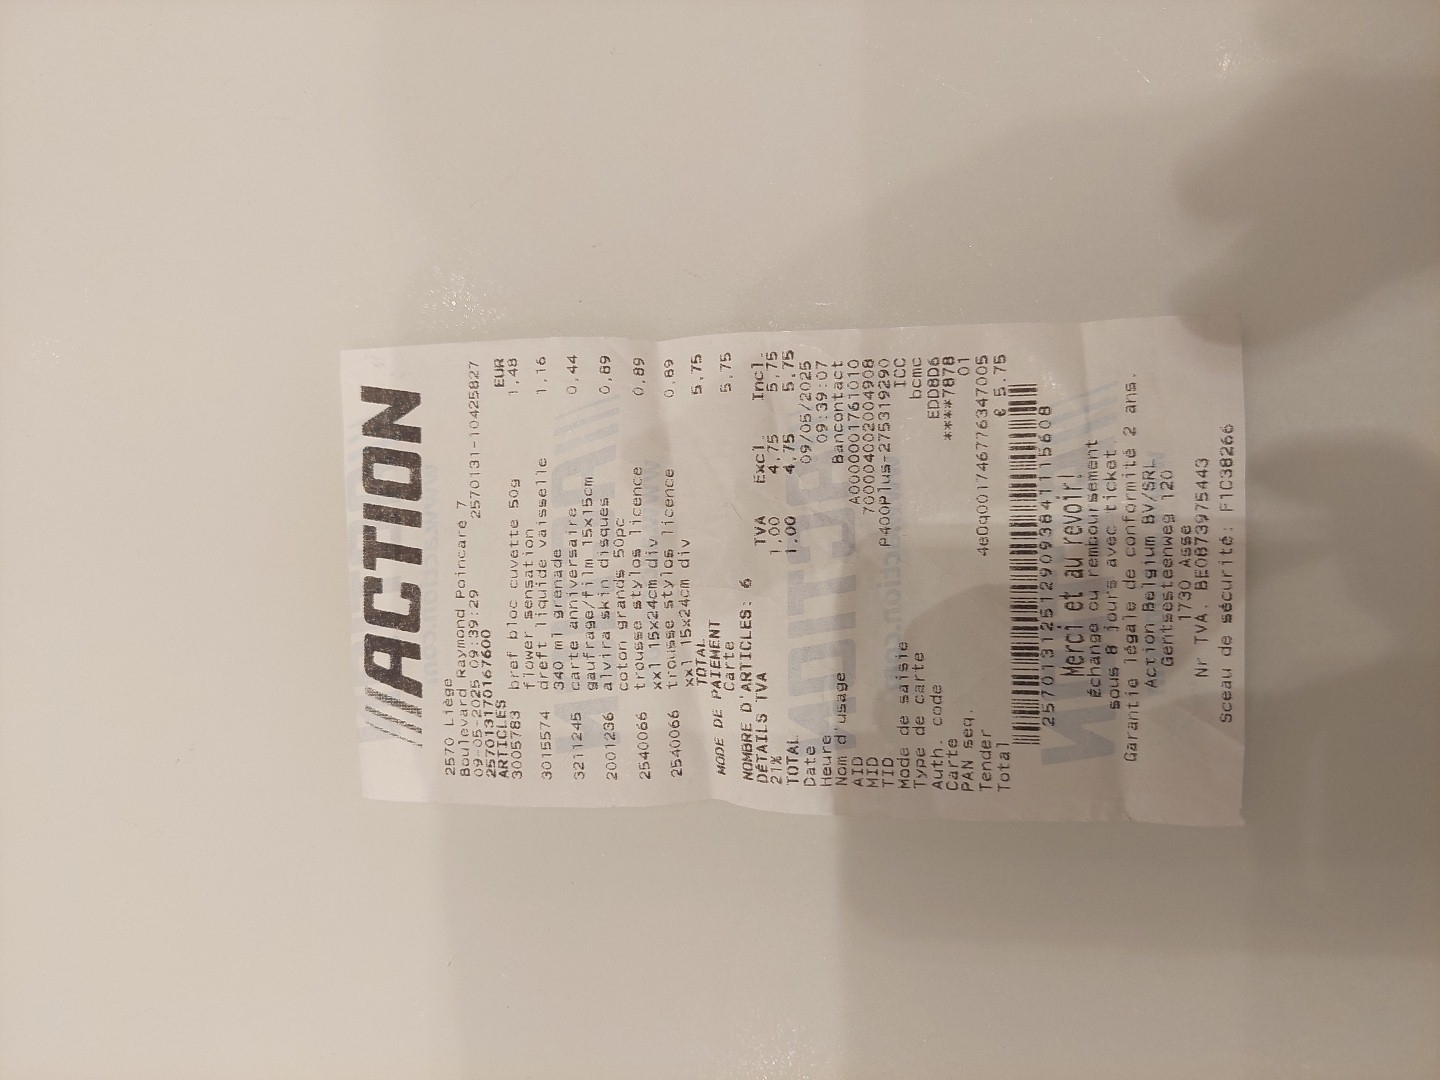 ACTION
2570 Liège
Boulevard Raymond Poincaré 7
09-05-2025 09:39:29 2570131-10425827
257013170167600
ARTICLES EUR
3005783 bref bloc cuvette 50g 1,48
flower sensation
3015574 dreft liquide vaisselle 1,16
340 ml grenade
3211245 carte anniversaire 0,44
gaufrage/film 15x15cm
2001236 alvira skin disques 0,89
coton grands 50pc
2540066 trousse stylos licence 0,89
xxl 15x24cm div
2540066 trousse stylos licence 0,89
xxl 15x24cm div
TOTAL 5,75
MODE DE PAIEMENT
Carte 5,75
NOMBRE D'ARTICLES: 6
DÉTAILS TVA TVA Excl. Incl.
21% 1,00 4,75 5,75
TOTAL 1,00 4,75 5,75
Date 09/05/2025
Heure 09:39:07
Nom d'usage Bancontact
AID A0000001761010
MID 700004002004908
TID P400Plus-275319290
Mode de saisie ICC
Type de carte bcmc
Auth. code EDD8D6
Carte ****7878
PAN seq. 01
Tender 4e0q001746776347005
Total € 5.75
2570131251290938411115608
Merci et au revoir!
échange ou remboursement
sous 8 jours avec ticket.
Garantie légale de conformité 2 ans.
Action Belgium BV/SRL
Gentsesteenweg 120
1730 Asse
Nr TVA. BE0873975443
Sceau de sécurité: F1C38266